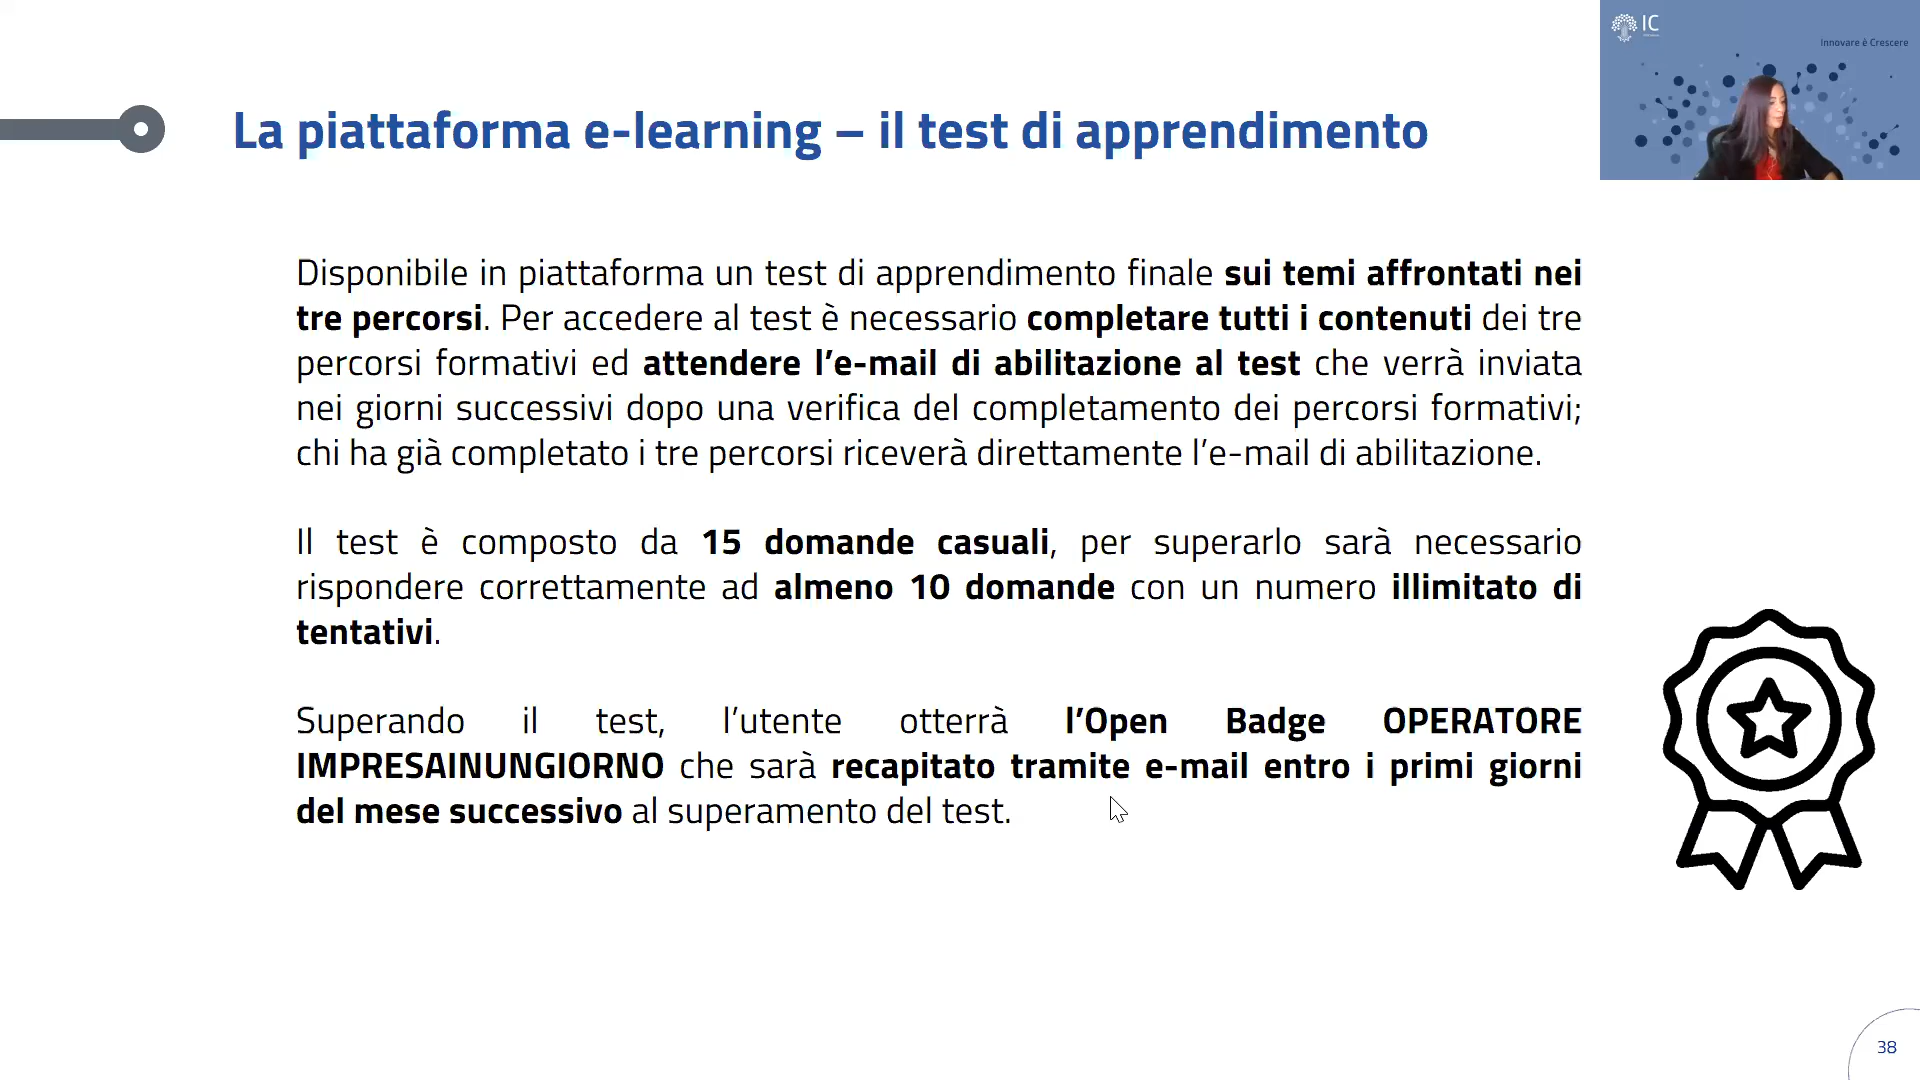 IC
Innovare è Crescere
La piattaforma e-learning – il test di apprendimento
Disponibile in piattaforma un test di apprendimento finale sui temi affrontati nei
tre percorsi. Per accedere al test è necessario completare tutti i contenuti dei tre
percorsi formativi ed attendere l’e-mail di abilitazione al test che verrà inviata
nei giorni successivi dopo una verifica del completamento dei percorsi formativi;
chi ha già completato i tre percorsi riceverà direttamente l’e-mail di abilitazione.
Il test è composto da 15 domande casuali, per superarlo sarà necessario
rispondere correttamente ad almeno 10 domande con un numero illimitato di
tentativi.
Superando il test, l’utente otterrà l’Open Badge OPERATORE
IMPRESAINUNGIORNO che sarà recapitato tramite e-mail entro i primi giorni
del mese successivo al superamento del test.
38